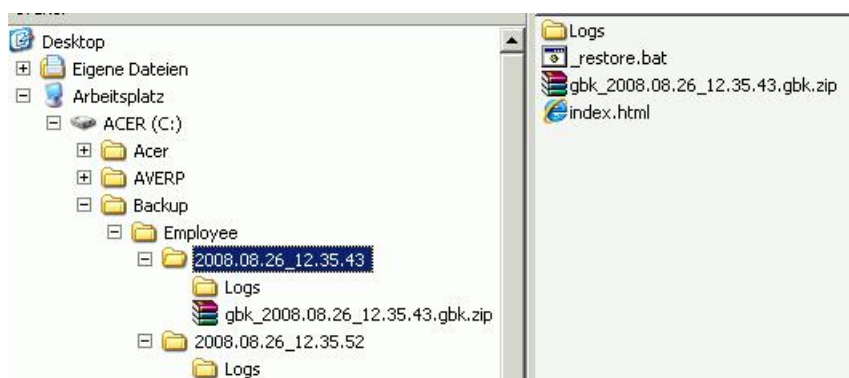 Desktop
Eigene Dateien
Arbeitsplatz
ACER (C:)
Acer
AVERP
Backup
Employee
2008.08.26_12.35.43
Logs
gbk_2008.08.26_12.35.43.gbk.zip
2008.08.26_12.35.52
Logs
Logs
_restore.bat
gbk_2008.08.26_12.35.43.gbk.zip
index.html